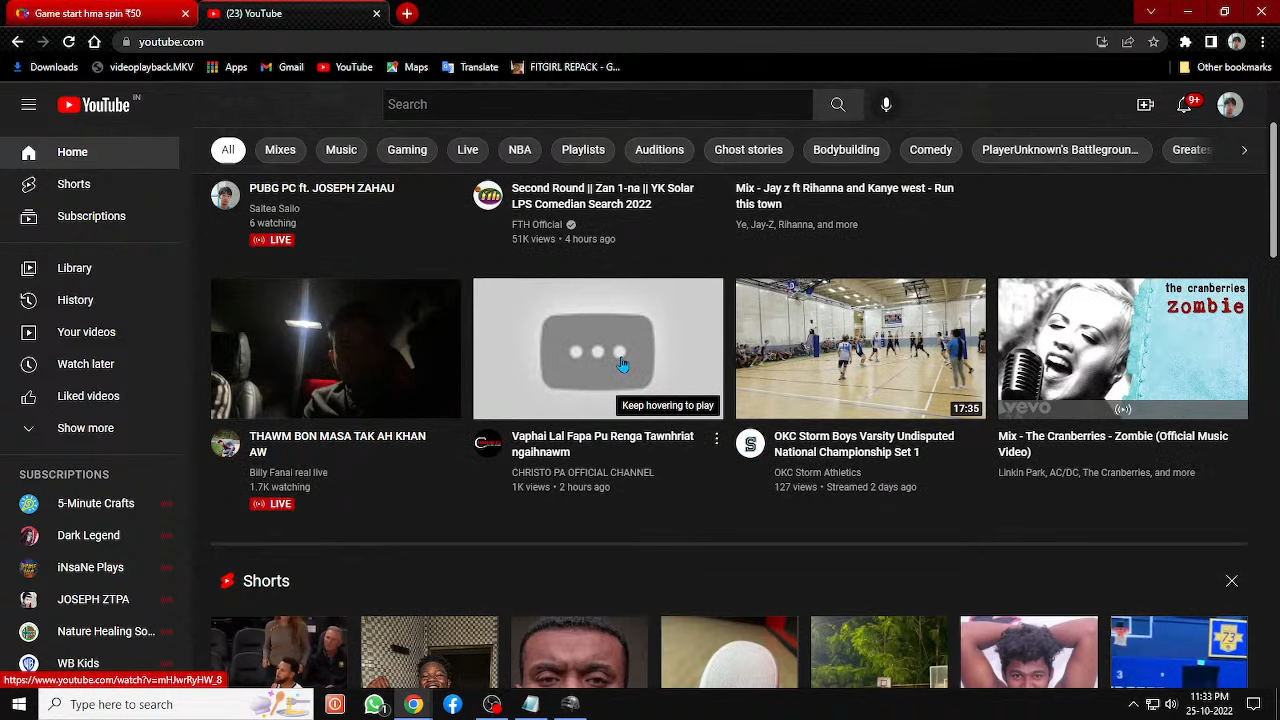 Game start hma spin ₹50
(23) YouTube
youtube.com
Downloads
videoplayback.MKV
Apps
Gmail
YouTube
Maps
Translate
FITGIRL REPACK - G...
Other bookmarks
YouTube IN
Search
9+
Home
Shorts
Subscriptions
Library
History
Your videos
Watch later
Liked videos
Show more
SUBSCRIPTIONS
5-Minute Crafts
Dark Legend
iNSaNe Plays
JOSEPH ZTPA
Nature Healing So...
WB Kids
All
Mixes
Music
Gaming
Live
NBA
Playlists
Auditions
Ghost stories
Bodybuilding
Comedy
PlayerUnknown's Battlegroun...
Greates
PUBG PC ft. JOSEPH ZAHAU
Saitea Sailo
6 watching
LIVE
Second Round || Zan 1-na || YK Solar
LPS Comedian Search 2022
FTH Official
51K views • 4 hours ago
Mix - Jay z ft Rihanna and Kanye west - Run
this town
Ye, Jay-Z, Rihanna, and more
Keep hovering to play
17:35
the cranberries
zombie
vevo
THAWM BON MASA TAK AH KHAN
AW
Billy Fanai real live
1.7K watching
LIVE
Vaphai Lal Fapa Pu Renga Tawnhriat
ngaihnawm
CHRISTO PA OFFICIAL CHANNEL
1K views • 2 hours ago
OKC Storm Boys Varsity Undefeated
National Championship Set 1
OKC Storm Athletics
127 views • Streamed 2 days ago
Mix - The Cranberries - Zombie (Official Music
Video)
Linkin Park, AC/DC, The Cranberries, and more
Shorts
73
https://www.youtube.com/watch?v=mHJwrRyHW_8
Type here to search
11:33 PM
25-10-2022